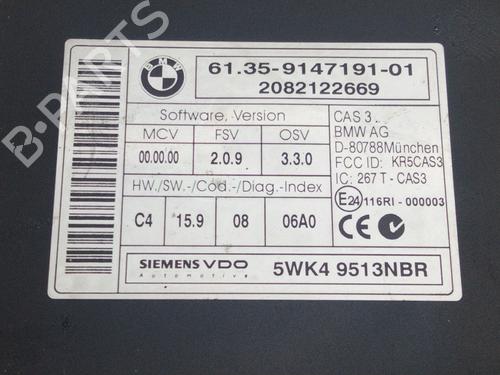 BMW
61.35-9147191-01
2082122669
Software, Version
MCV FSV OSV
00.00.00 2.0.9 3.3.0
HW./SW.-/Cod.-/Diag.-Index
C4 15.9 08 06A0
CAS 3 ..
BMW AG
D-80788München
FCC ID: KR5CAS3
IC: 267 T - CAS3
E24 116RI - 000003
CE
SIEMENS VDO
Automotive
5WK4 9513NBR
B-PARTS